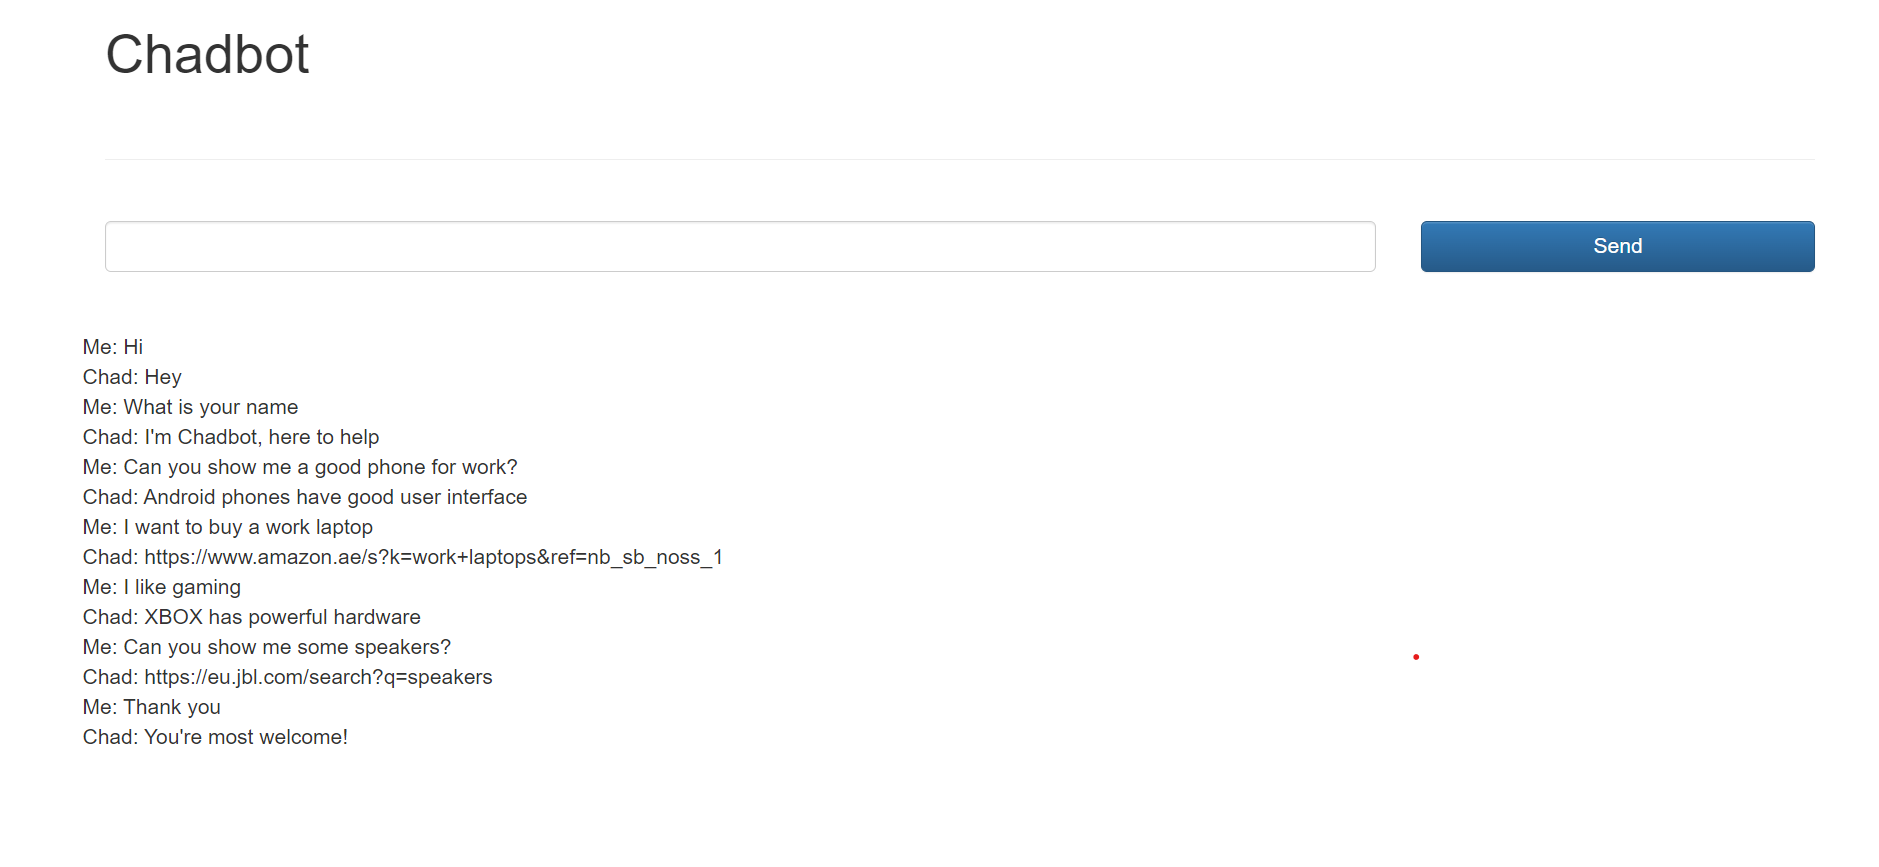 Chadbot
Send
Me: Hi
Chad: Hey
Me: What is your name
Chad: I'm Chadbot, here to help
Me: Can you show me a good phone for work?
Chad: Android phones have good user interface
Me: I want to buy a work laptop
Chad: https://www.amazon.ae/s?k=work+laptops&ref=nb_sb_noss_1
Me: I like gaming
Chad: XBOX has powerful hardware
Me: Can you show me some speakers?
Chad: https://eu.jbl.com/search?q=speakers
Me: Thank you
Chad: You're most welcome!